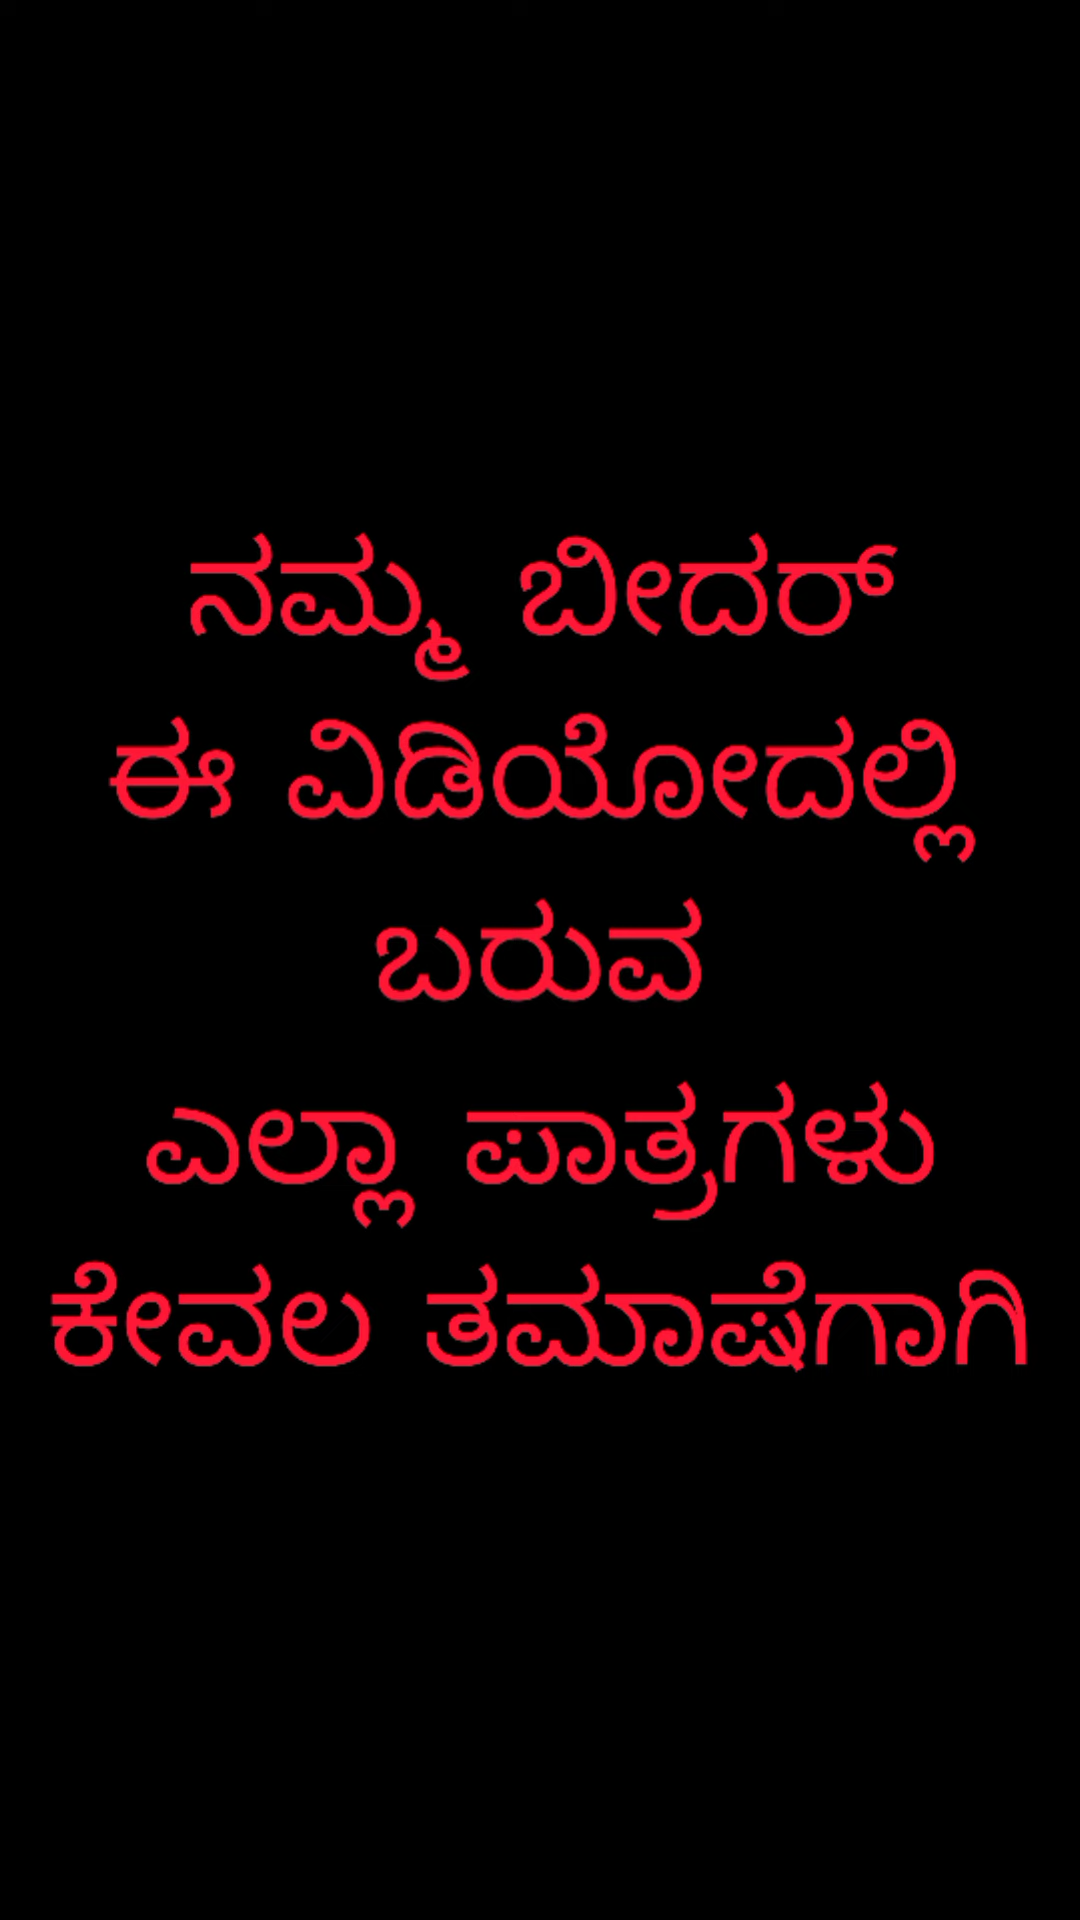 ನಮ್ಮ ಬೀದರ್
ಈ ವಿಡಿಯೋದಲ್ಲಿ
ಬರುವ
ಎಲ್ಲಾ ಪಾತ್ರಗಳು
ಕೇವಲ ತಮಾಷೆಗಾಗಿ